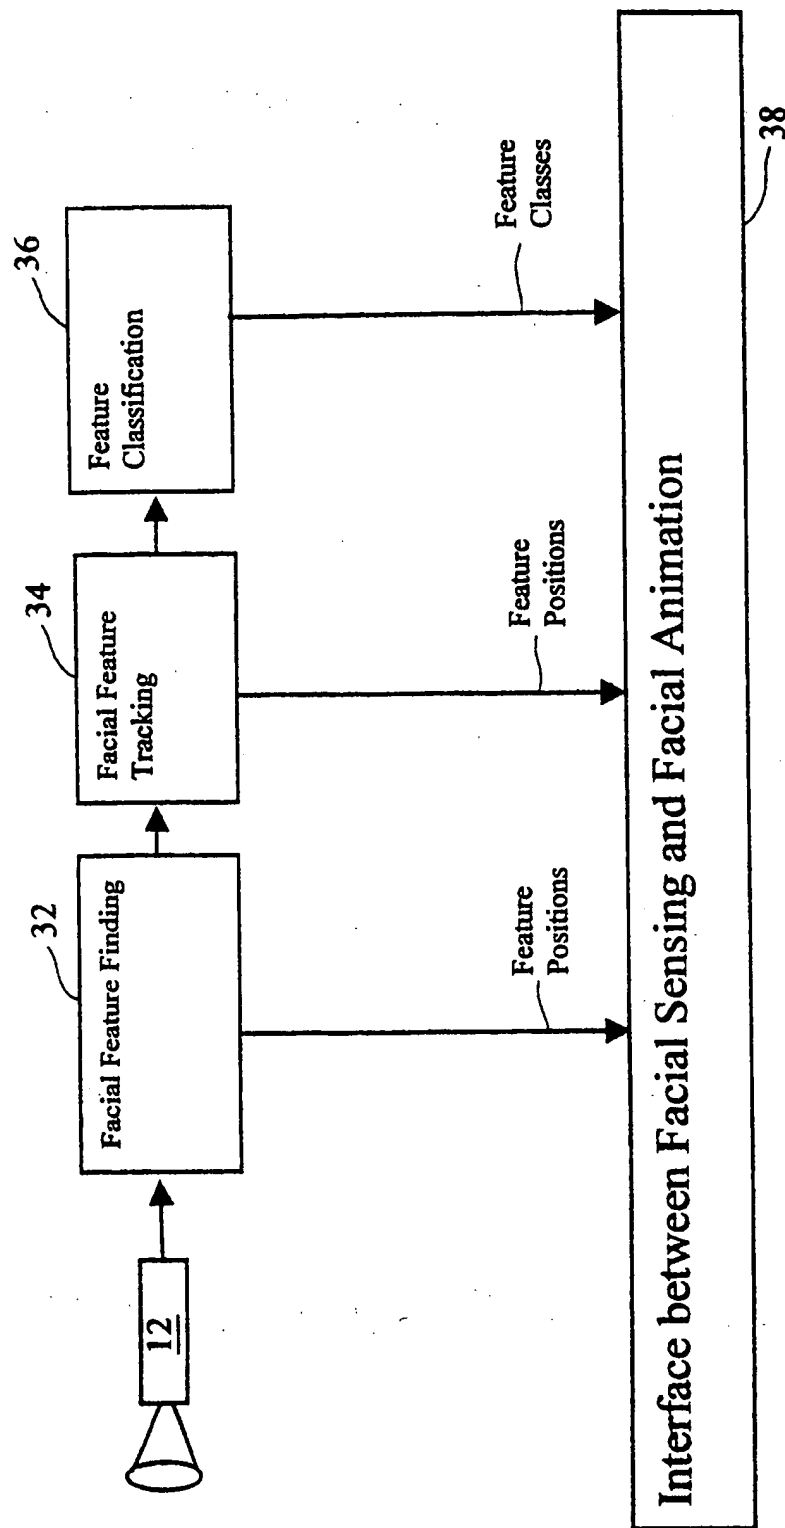 12
32
Facial Feature Finding
34
Facial Feature
Tracking
36
Feature
Classification
Feature
Positions
Feature
Positions
Feature
Classes
Interface between Facial Sensing and Facial Animation
38